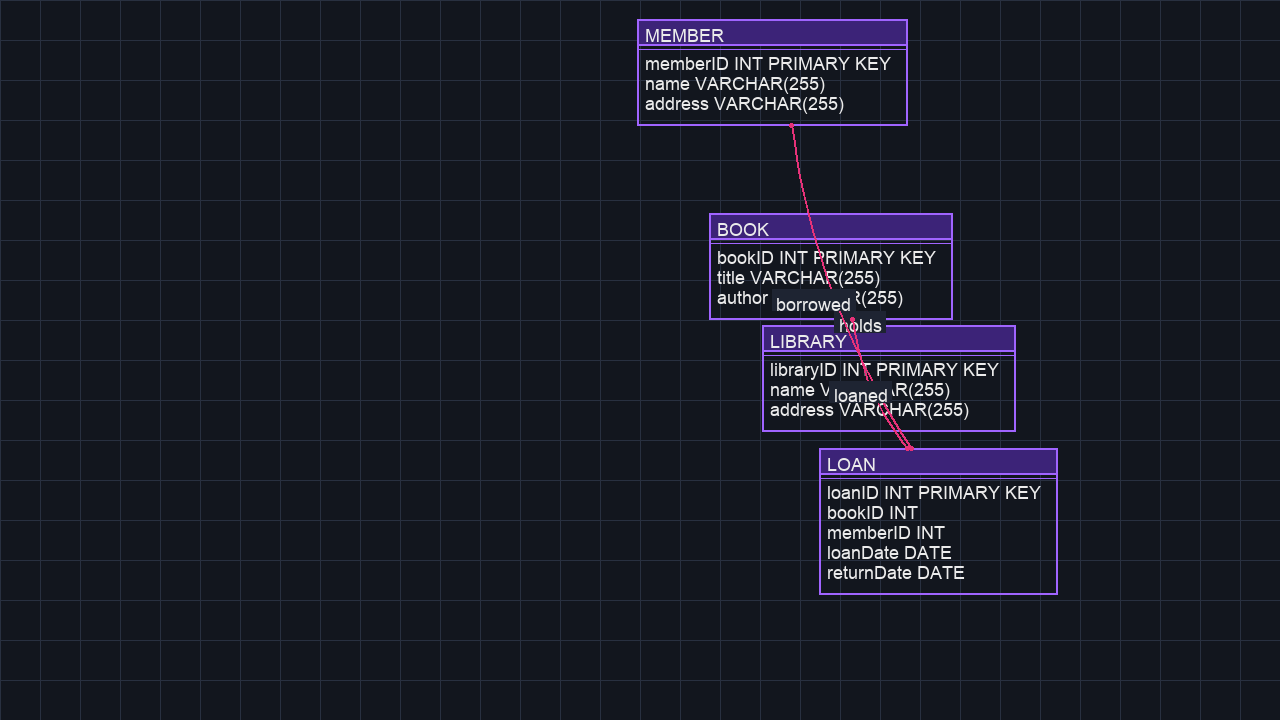 MEMBER
memberID INT PRIMARY KEY
name VARCHAR(255)
address VARCHAR(255)
BOOK
bookID INT PRIMARY KEY
title VARCHAR(255)
author R(255)
borrowed
holds
LIBRARY
libraryID INT PRIMARY KEY
name V AR(255)
loaned
address VARCHAR(255)
LOAN
loanID INT PRIMARY KEY
bookID INT
memberID INT
loanDate DATE
returnDate DATE